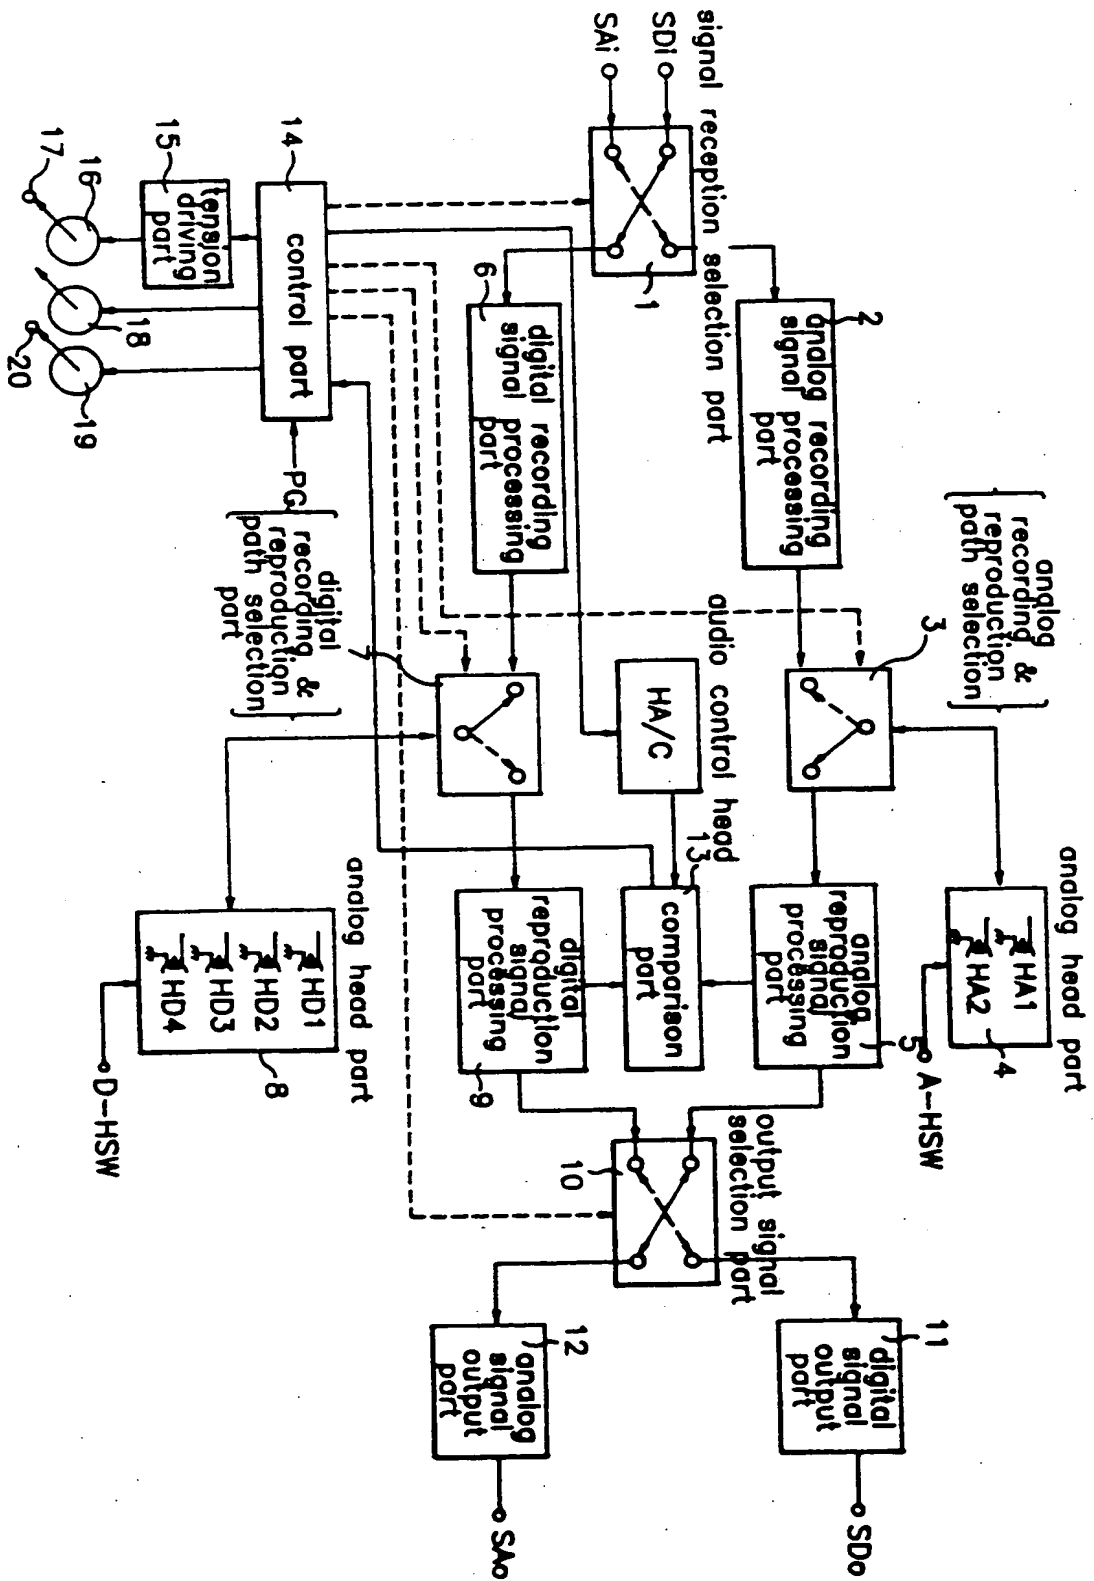 SAi
SDi
signal reception selection part
1
2
analog recording
signal processing
part
6
digital recording
signal processing
part
analog
recording &
reproduction
path selection
3
audio control head
HA/C
digital
recording &
reproduction
path selection
part
7
analog head part
HA1
HA2
4
A-HSW
analog
reproduction
signal
processing
part
5
13
comparison
part
digital
reproduction
signal
processing
part
9
analog head part
HD1
HD2
HD3
HD4
8
D-HSW
output signal
selection part
10
11
digital
signal
output
part
SDo
12
analog
signal
output
part
SAo
14
control part
PG
15
tension
driving
part
16
17
18
19
20